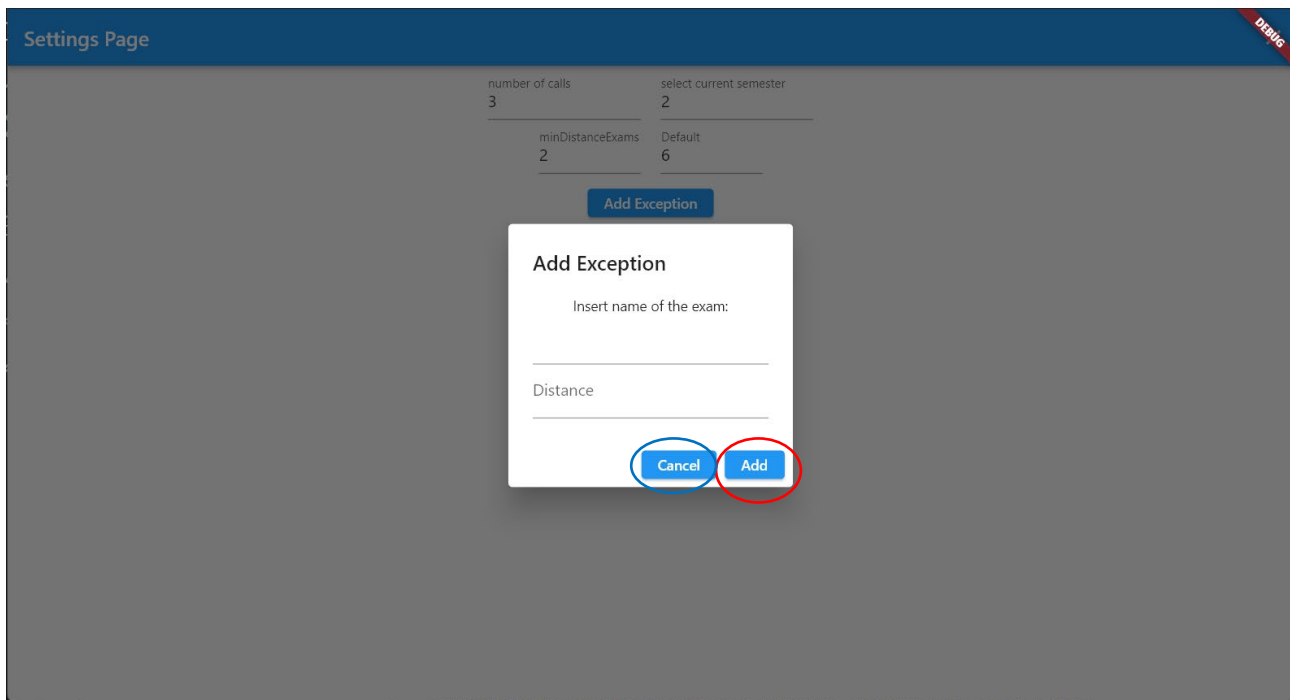 Settings Page
DEBUG
number of calls
select current semester
3
2
minDistanceExams
Default
2
6
Add Exception
Add Exception
Insert name of the exam:
Distance
Cancel
Add